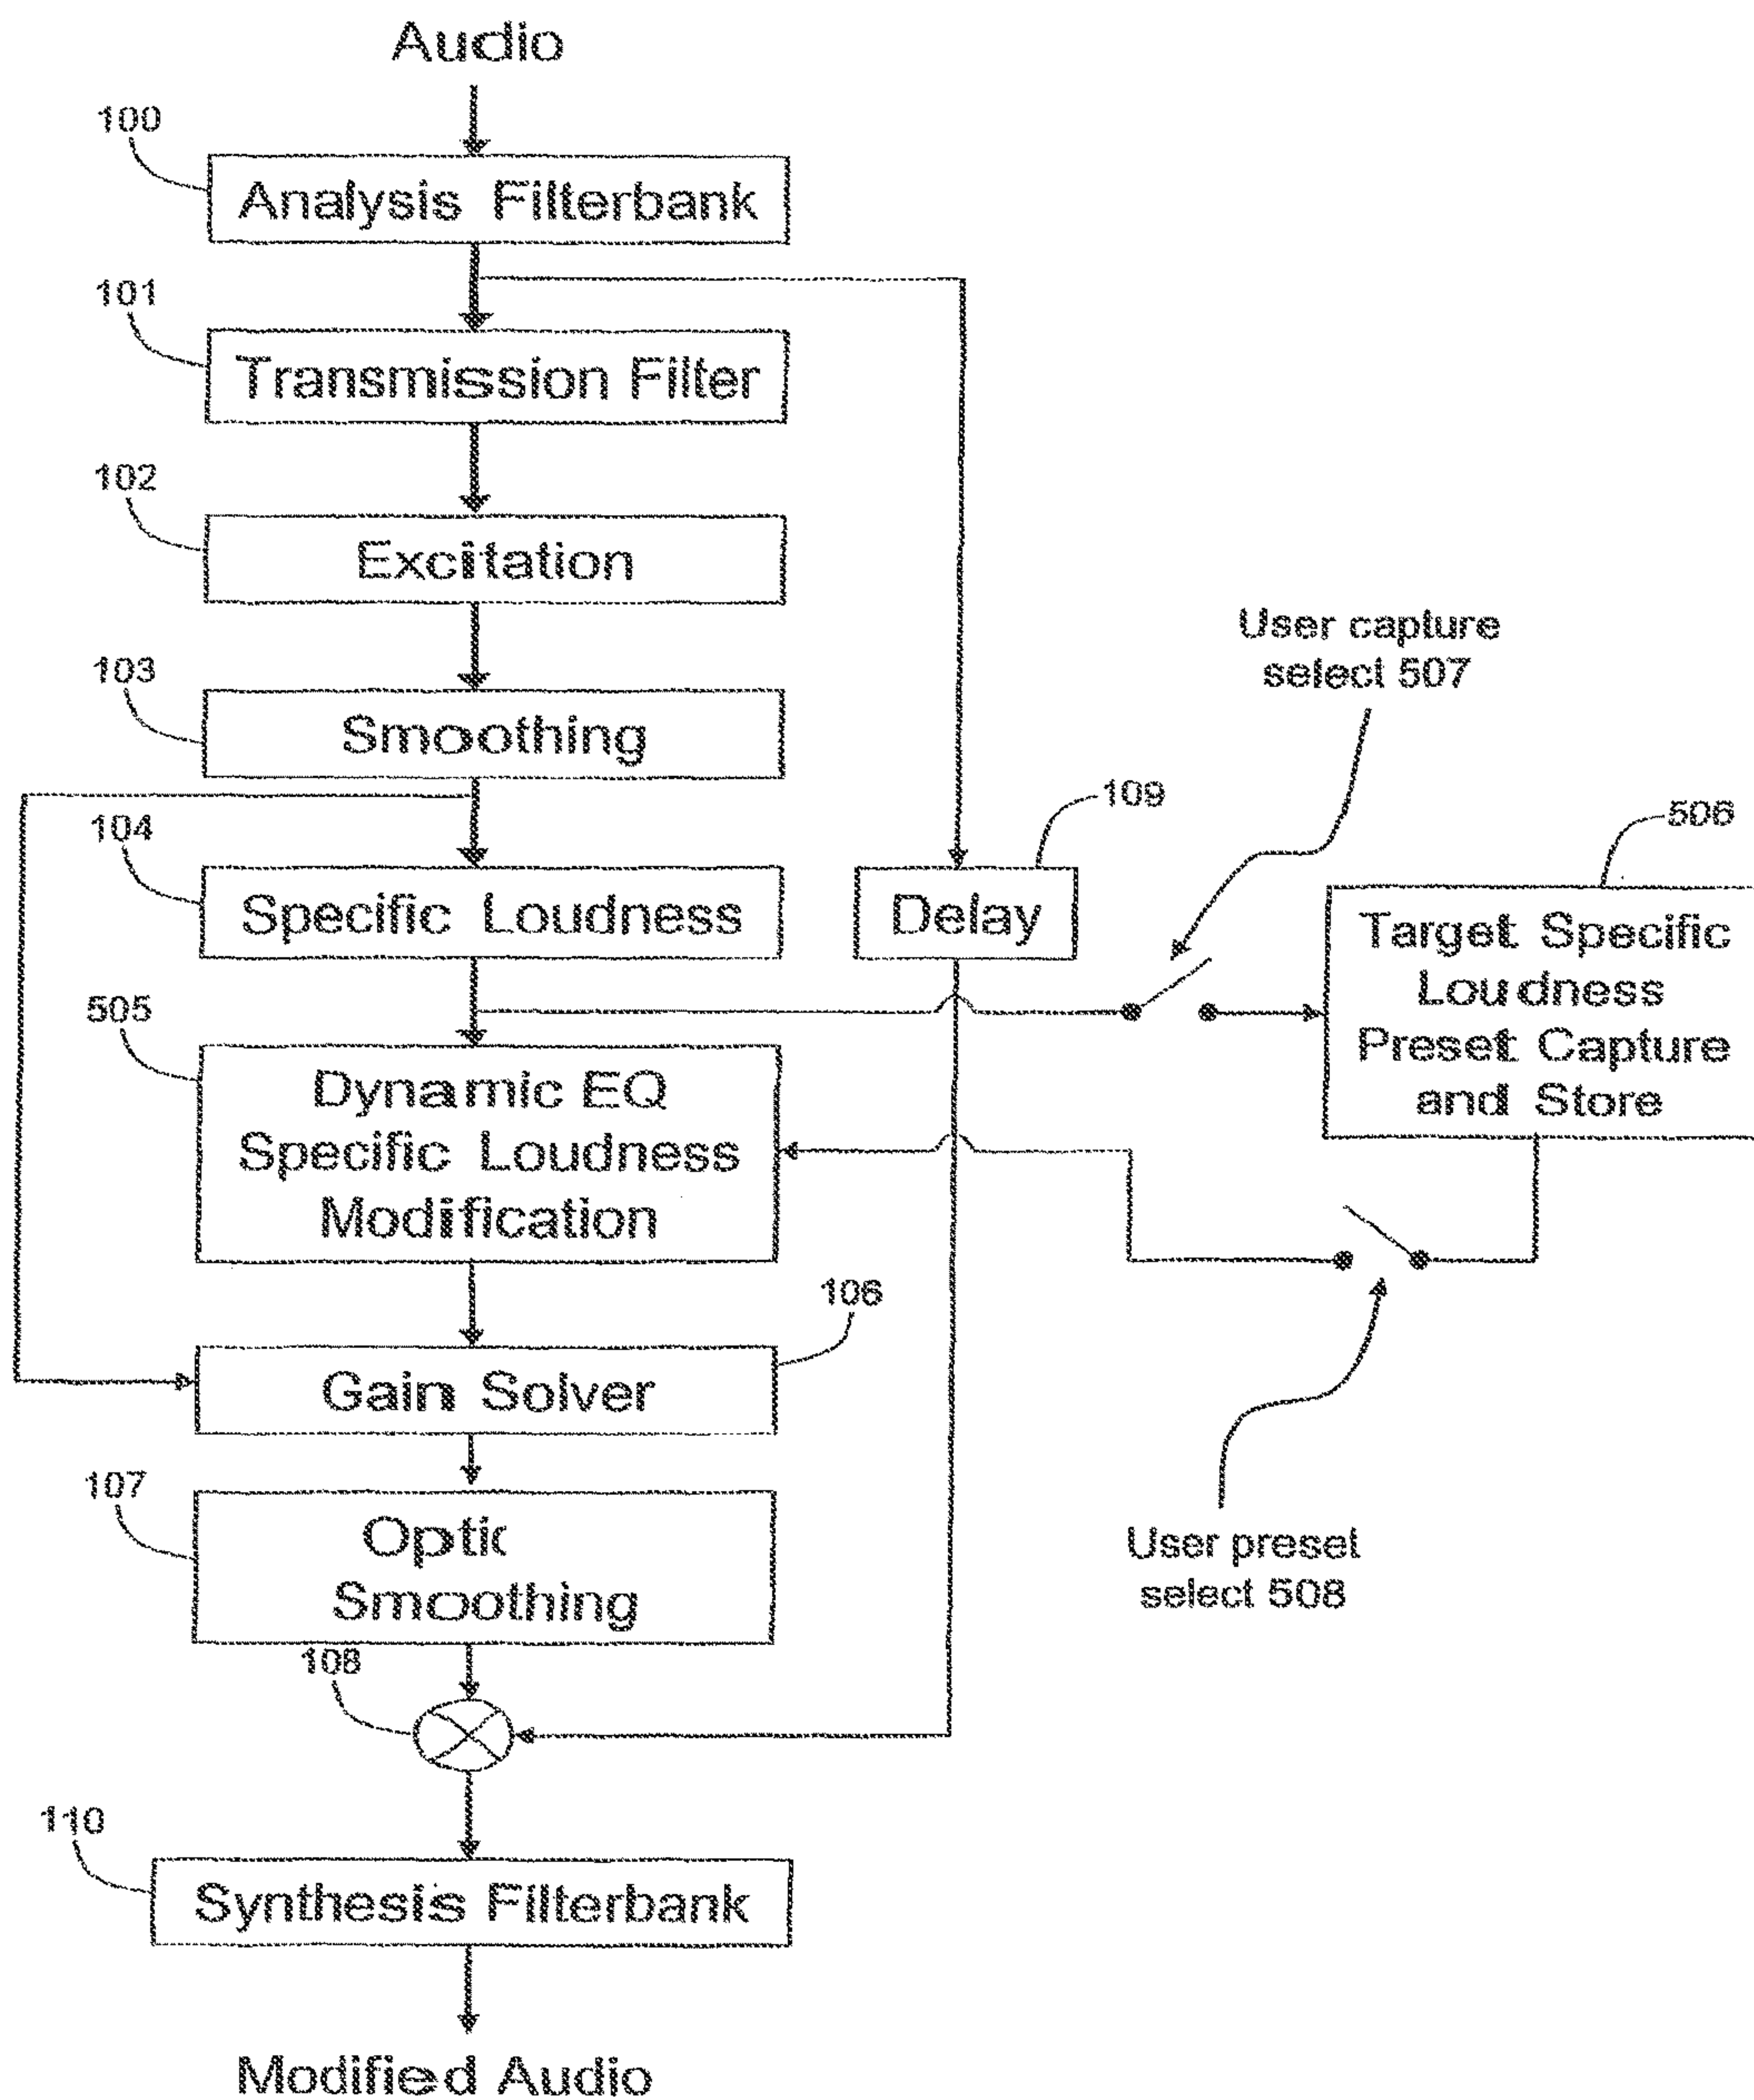 Audio
100
Analysis Filterbank
101
Transmission Filter
102
Excitation
103
Smoothing
104
Specific Loudness
109
Delay
User capture
select 507
506
Target Specific
Loudness
Preset Capture
and Store
505
Dynamic EQ
Specific Loudness
Modification
106
Gain Solver
107
Optic
Smoothing
User preset
select 508
108
110
Synthesis Filterbank
Modified Audio